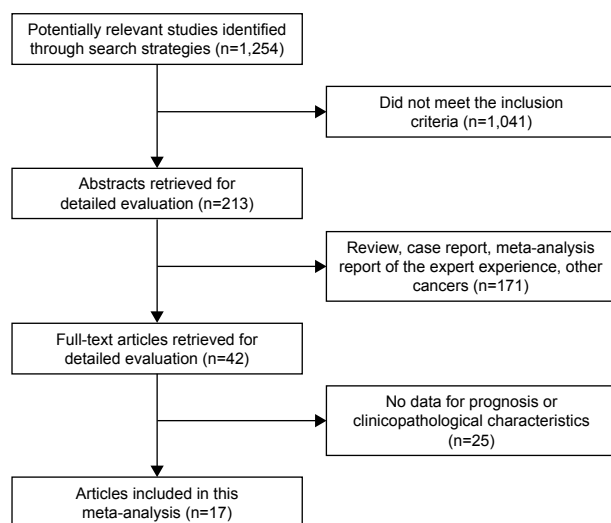 Potentially relevant studies identified
through search strategies (n=1,254)
Did not meet the inclusion
criteria (n=1,041)
Abstracts retrieved for
detailed evaluation (n=213)
Review, case report, meta-analysis
report of the expert experience, other
cancers (n=171)
Full-text articles retrieved for
detailed evaluation (n=42)
No data for prognosis or
clinicopathological characteristics
(n=25)
Articles included in this
meta-analysis (n=17)